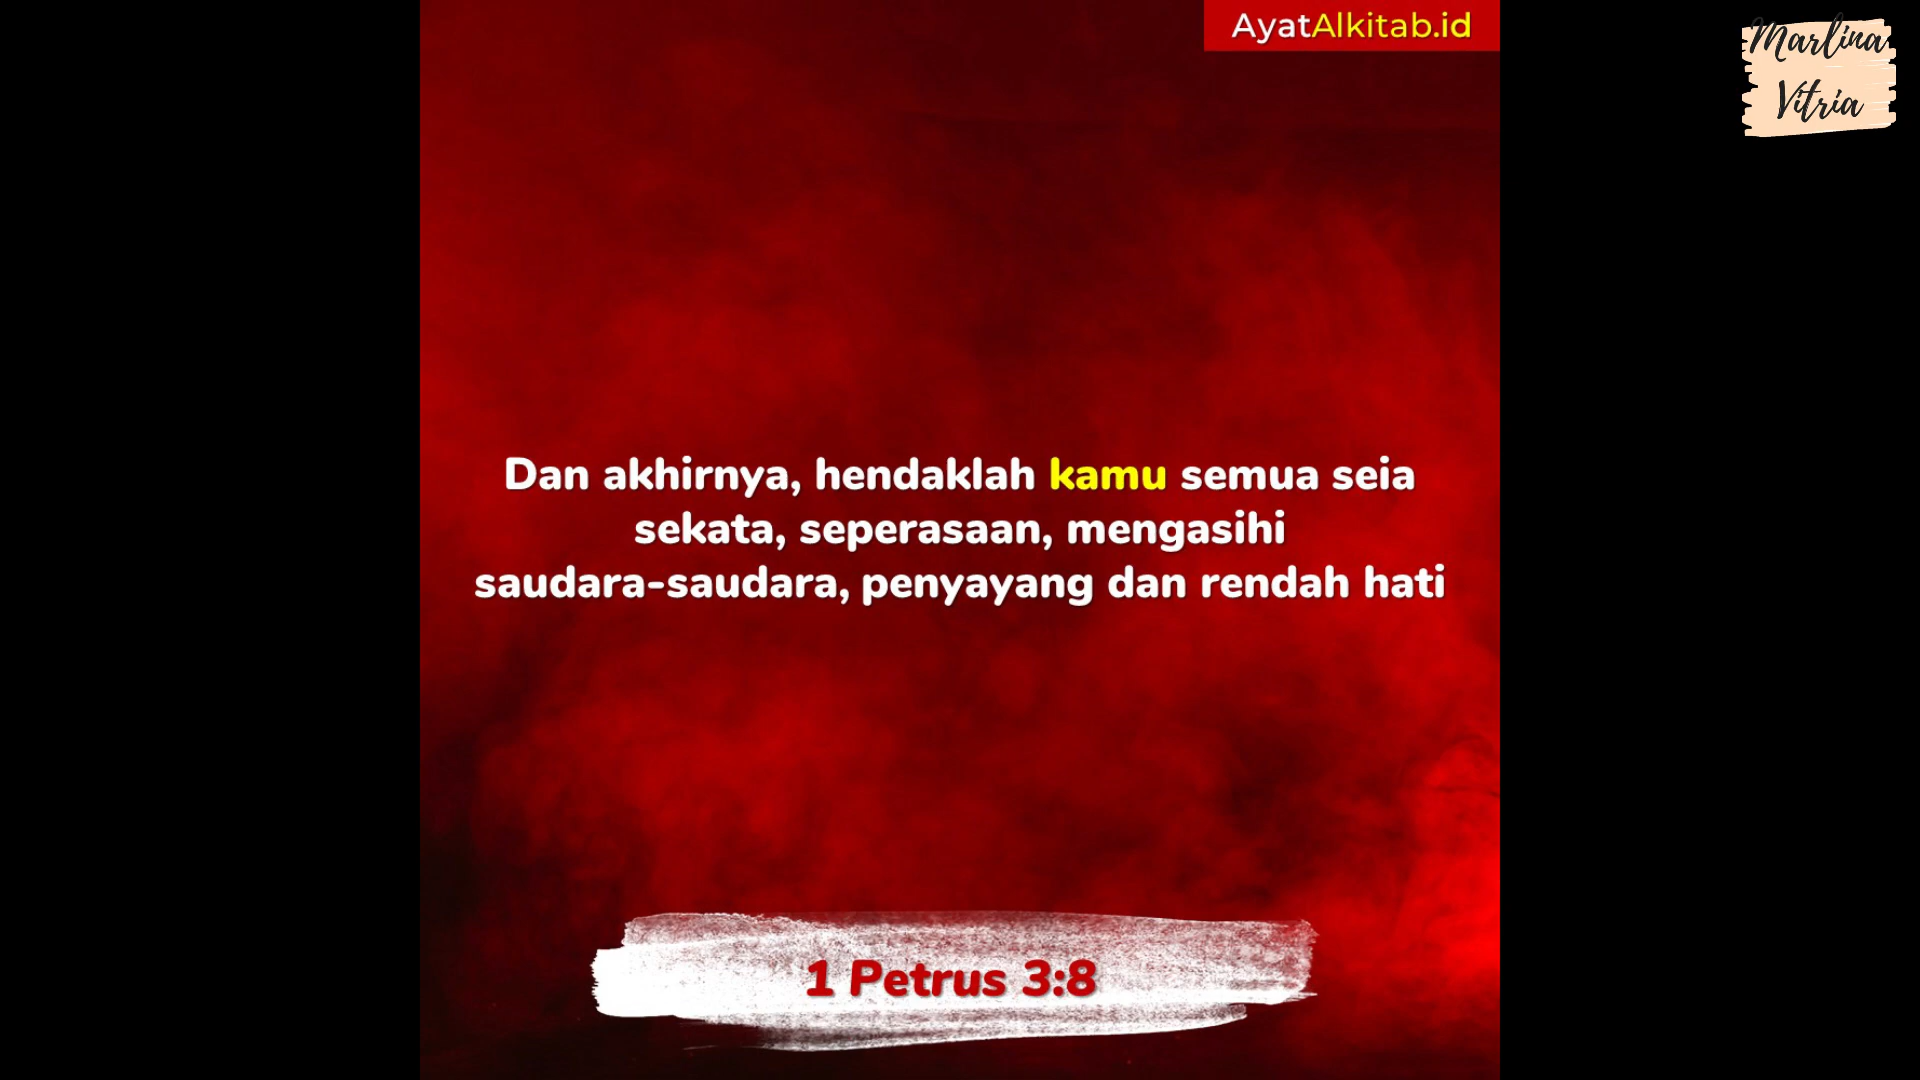 AyatAlkitab.id
Marlina
Vitria
Dan akhirnya, hendaklah kamu semua seia
sekata, seperasaan, mengasihi
saudara-saudara, penyayang dan rendah hati
1 Petrus 3:8